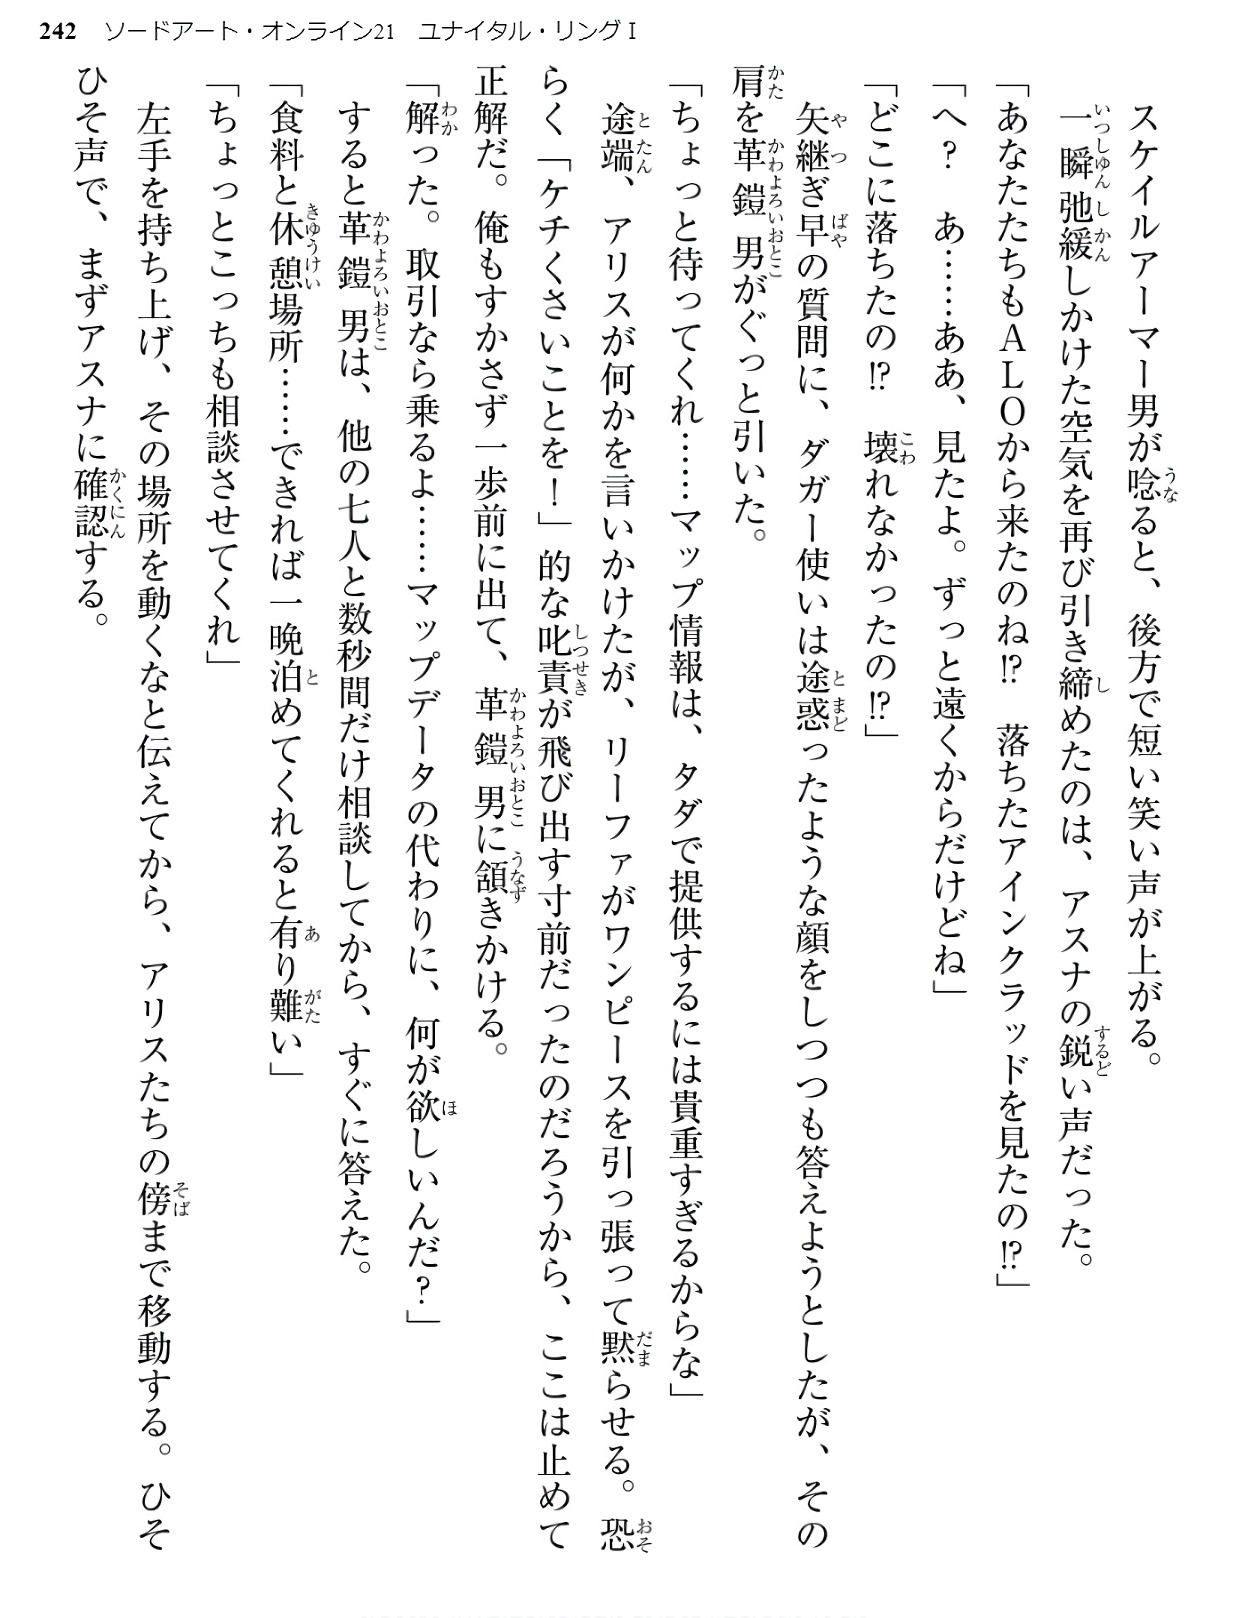 242 ソードアート・オンライン21 ユナイタル・リングⅠ
スケイルアーマー男が唸ると、後方で短い笑い声が上がる。
一瞬弛緩しかけた空気を再び引き締めたのは、アスナの鋭い声だった。
「あなたたちもＡＬＯから来たのね!? 落ちたアインクラッドを見たの!?」
「へ？ あ……ああ、見たよ。ずっと遠くからだけどね」
「どこに落ちたの!? 壊れなかったの!?」
矢継ぎ早の質問に、ダガー使いは途惑ったような顔をしつつも答えようとしたが、その
肩を革鎧男がぐっと引いた。
「ちょっと待ってくれ……マップ情報は、タダで提供するには貴重すぎるからな」
途端、アリスが何かを言いかけたが、リーファがワンピースを引っ張って黙らせる。恐
らく「ケチくさいことを！」的な叱責が飛び出す寸前だったのだろうから、ここは止めて
正解だ。俺もすかさず一歩前に出て、革鎧男に頷きかける。
「解った。取引なら乗るよ……マップデータの代わりに、何が欲しいんだ？」
すると革鎧男は、他の七人と数秒間だけ相談してから、すぐに答えた。
「食料と休憩場所……できれば一晩泊めてくれると有り難い」
「ちょっとこっちも相談させてくれ」
左手を持ち上げ、その場所を動くなと伝えてから、アリスたちの傍まで移動する。ひそ
ひそ声で、まずアスナに確認する。